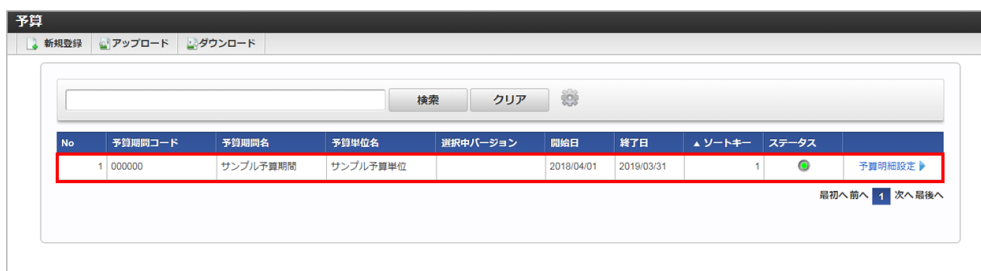 予算
新規登録 アップロード ダウンロード
検索 クリア
No 予算期間コード 予算期間名 予算単位名 選択中バージョン 開始日 終了日 ▲ ソートキー ステータス
1 000000 サンプル予算期間 サンプル予算単位 2018/04/01 2019/03/31 1 予算明細設定
最初へ 前へ 1 次へ 最後へ